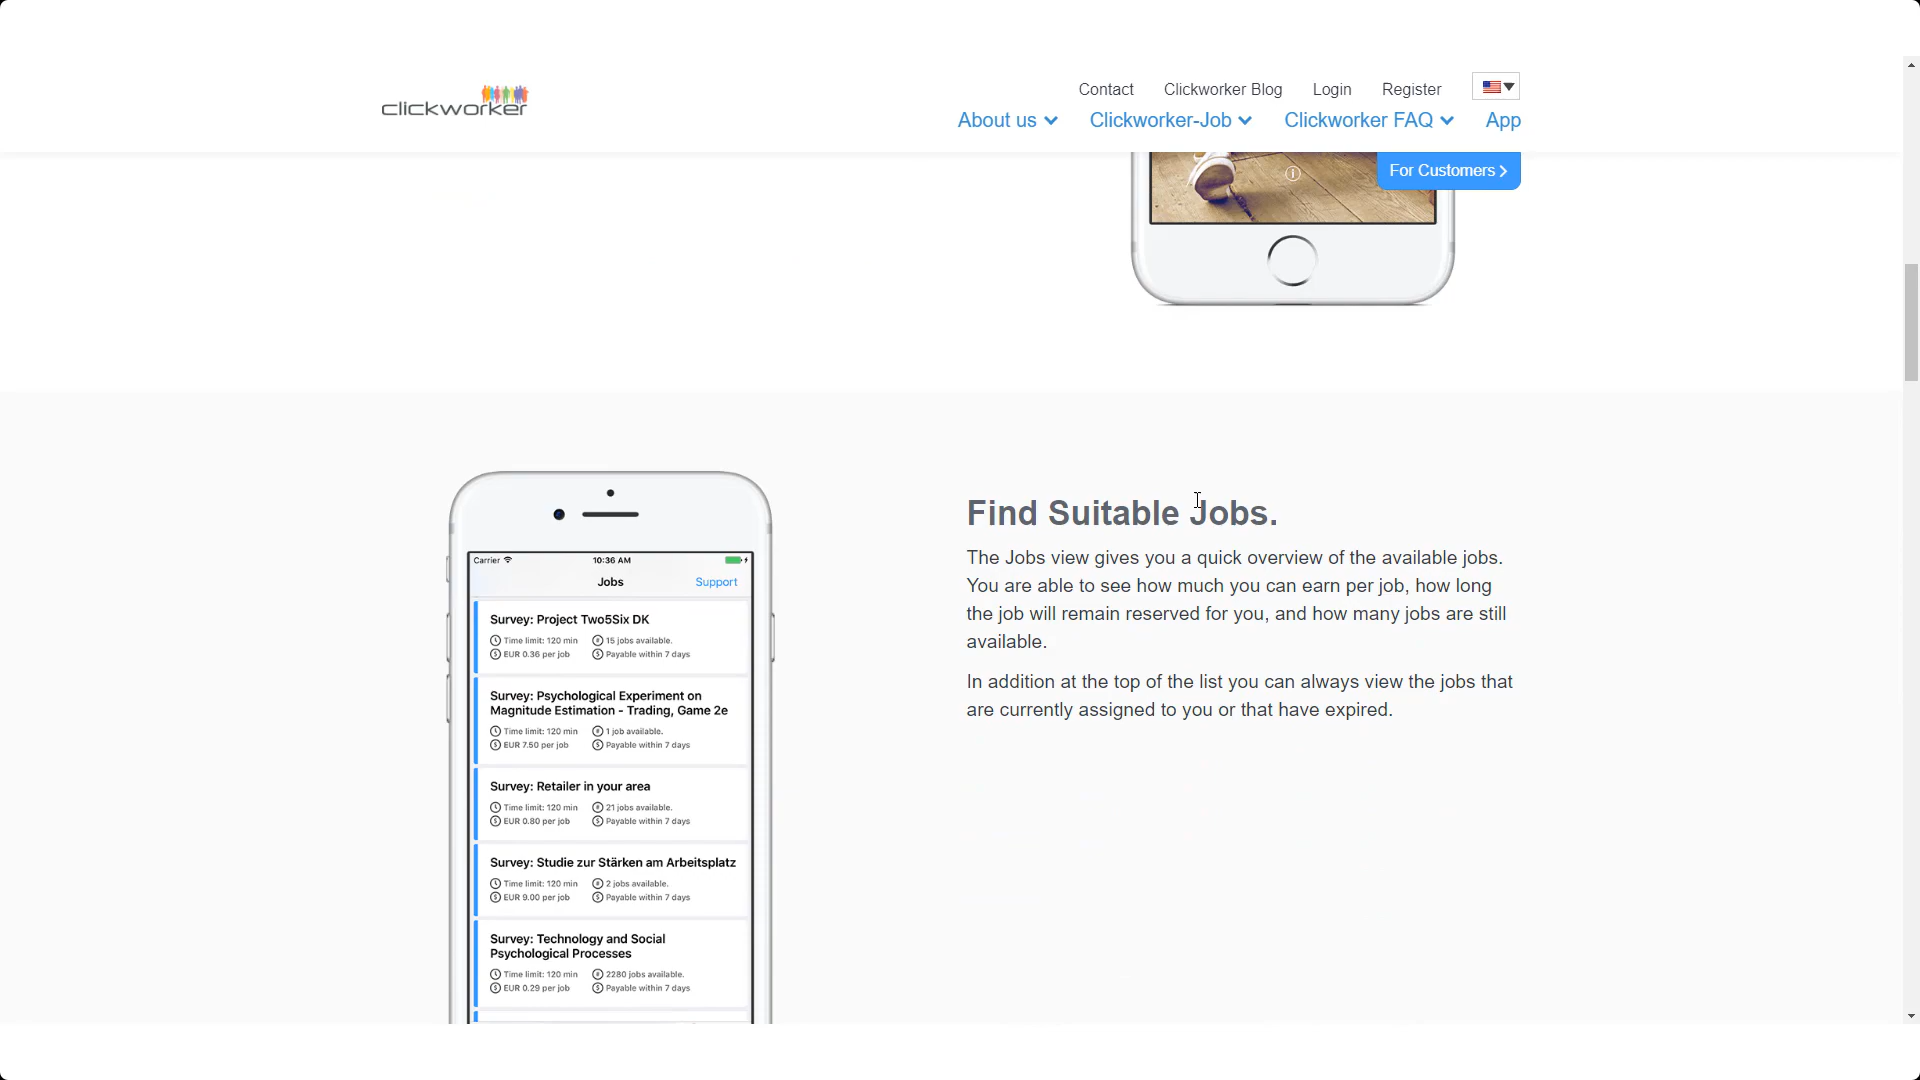 clickworker
Contact Clickworker Blog Login Register
About us Clickworker-Job Clickworker FAQ App
For Customers
Find Suitable Jobs.
The Jobs view gives you a quick overview of the available jobs.
You are able to see how much you can earn per job, how long
the job will remain reserved for you, and how many jobs are still
available.
In addition at the top of the list you can always view the jobs that
are currently assigned to you or that have expired.
Carrier 10:36 AM
Jobs Support
Survey: Project Two5Six DK
Time limit: 120 min 15 jobs available.
EUR 0.36 per job Payable within 7 days
Survey: Psychological Experiment on
Magnitude Estimation - Trading, Game 2e
Time limit: 120 min 1 job available.
EUR 7.50 per job Payable within 7 days
Survey: Retailer in your area
Time limit: 120 min 21 jobs available.
EUR 0.80 per job Payable within 7 days
Survey: Studie zur Stärken am Arbeitsplatz
Time limit: 120 min 2 jobs available.
EUR 9.00 per job Payable within 7 days
Survey: Technology and Social
Psychological Processes
Time limit: 120 min 2280 jobs available.
EUR 0.29 per job Payable within 7 days